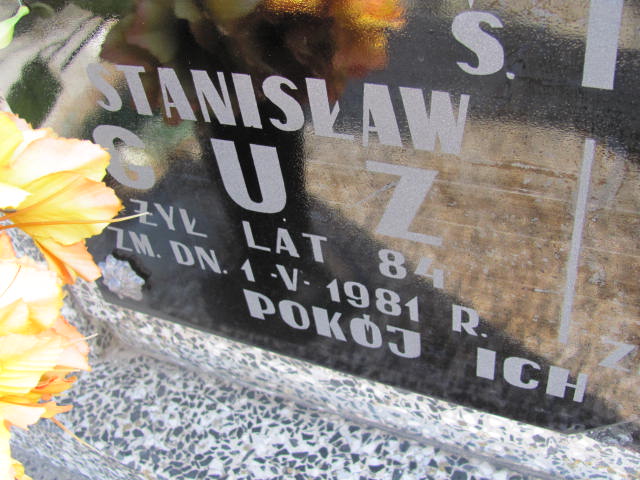 Ś.
STANISŁAW
GUZ
ŻYŁ LAT 84
ZM. DN. 1-V-1981 R.
POKÓJ ICH